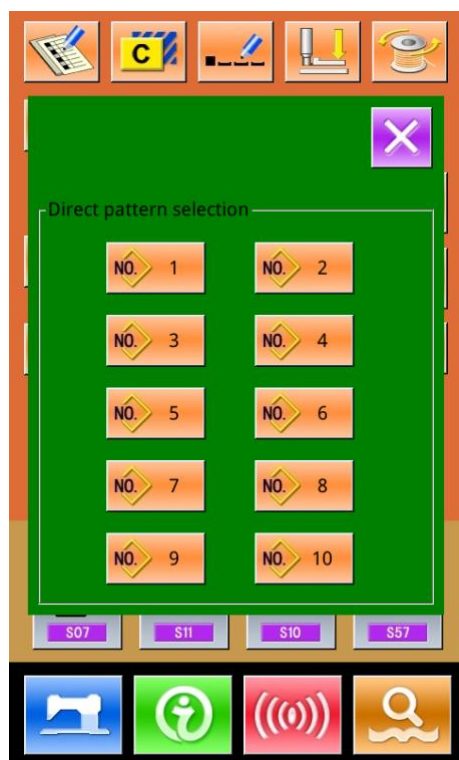 C
Direct pattern selection
NO. 1 NO. 2
NO. 3 NO. 4
NO. 5 NO. 6
NO. 7 NO. 8
NO. 9 NO. 10
S07 S11 S10 S57